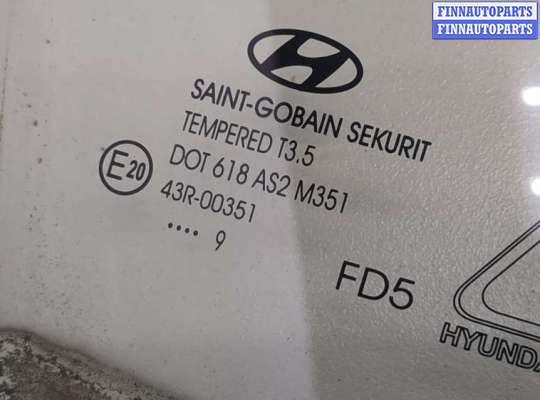 FINNAUTOPARTS
FINNAUTOPARTS
SAINT-GOBAIN SEKURIT
TEMPERED T3.5
DOT 618 AS2 M351
E20 43R-00351
.... 9
FD5
HYUNDA